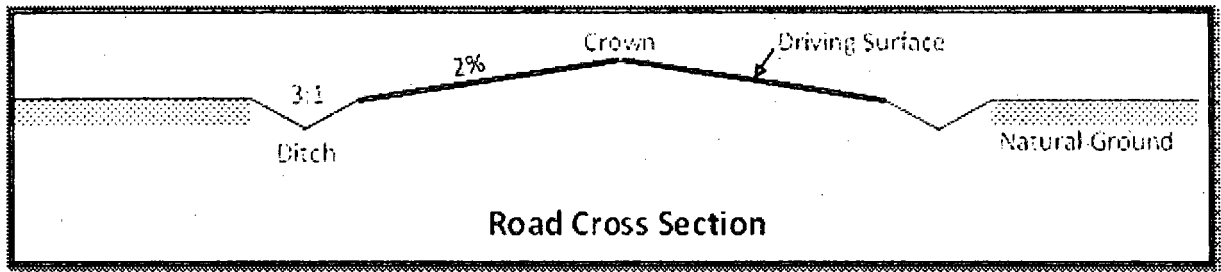 Crown
Driving Surface
2%
3:1
Ditch
Natural Ground
Road Cross Section